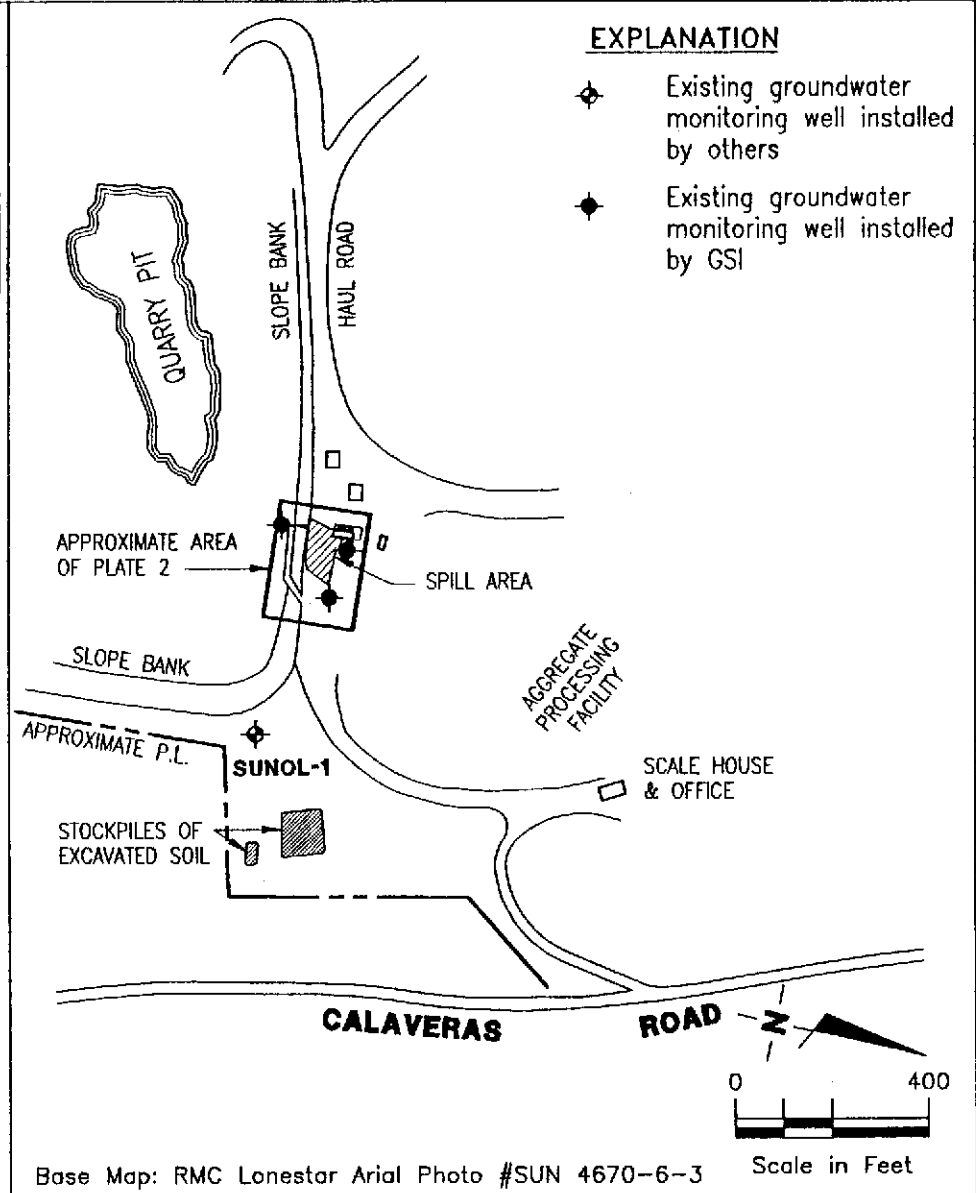 EXPLANATION
Existing groundwater
monitoring well installed
by others
Existing groundwater
monitoring well installed
by GSI
QUARRY PIT
SLOPE BANK
HAUL ROAD
APPROXIMATE AREA
OF PLATE 2
SPILL AREA
SLOPE BANK
AGGREGATE
PROCESSING
FACILITY
APPROXIMATE P.L.
SUNOL-1
SCALE HOUSE
& OFFICE
STOCKPILES OF
EXCAVATED SOIL
CALAVERAS ROAD
N
0 400
Scale in Feet
Base Map: RMC Lonestar Arial Photo #SUN 4670-6-3